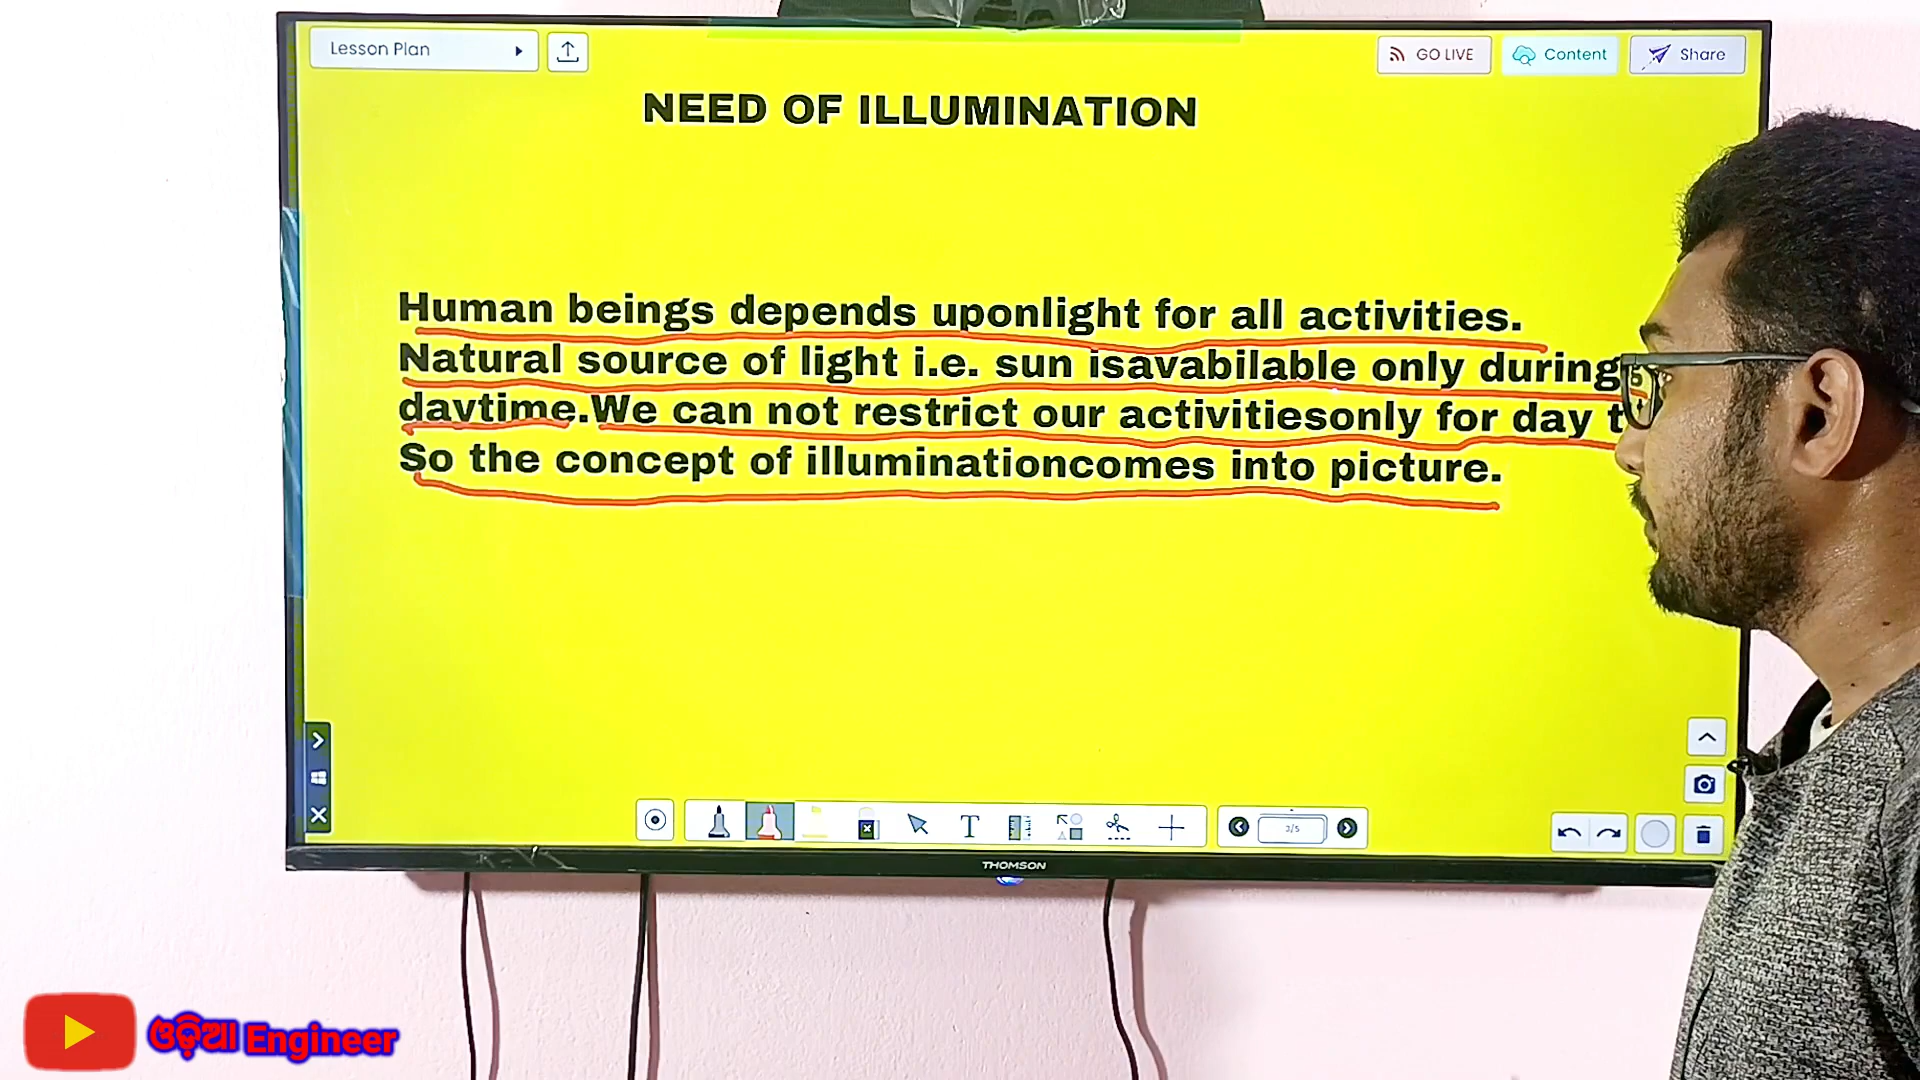 Lesson Plan
GO LIVE
Content
Share
NEED OF ILLUMINATION
Human beings depends uponlight for all activities.
Natural source of light i.e. sun isavabilable only during
daytime.We can not restrict our activitiesonly for day t
So the concept of illuminationcomes into picture.
T
3/5
THOMSON
ଓଡ଼ିଆ Engineer